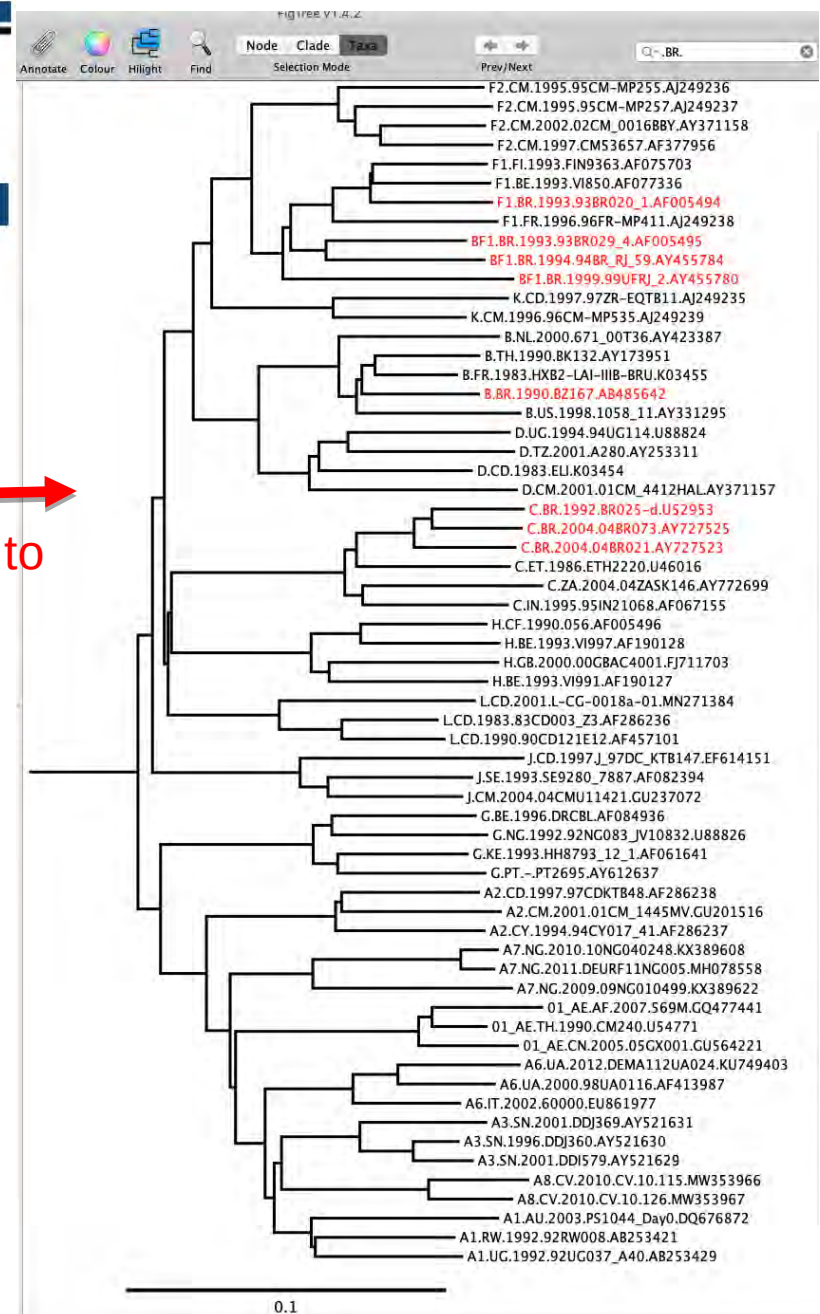 FigTree v1.4.2
Annotate Colour Hilight Find
Node Clade Taxa
Selection Mode
Prev/Next
.BR.
F2.CM.1995.95CM-MP255.AJ249236
F2.CM.1995.95CM-MP257.AJ249237
F2.CM.2002.02CM_0016BBY.AY371158
F2.CM.1997.CM53657.AF377956
F1.FI.1993.FIN9363.AF075703
F1.BE.1993.VI850.AF077336
F1.BR.1993.93BR020_1.AF005494
F1.FR.1996.96FR-MP411.AJ249238
BF1.BR.1993.93BR029_4.AF005495
BF1.BR.1994.94BR_RJ_59.AY455784
BF1.BR.1999.99UFRJ_2.AY455780
K.CD.1997.97ZR-EQTB11.AJ249235
K.CM.1996.96CM-MP535.AJ249239
B.NL.2000.671_00T36.AY423387
B.TH.1990.BK132.AY173951
B.FR.1983.HXB2-LAI-IIIB-BRU.K03455
B.BR.1990.BZ167.AB485642
B.US.1998.1058_11.AY331295
D.UG.1994.94UG114.U88824
D.TZ.2001.A280.AY253311
D.CD.1983.ELI.K03454
D.CM.2001.01CM_4412HAL.AY371157
C.BR.1992.BR025-d.U52953
C.BR.2004.04BR073.AY727525
to
C.BR.2004.04BR021.AY727523
C.ET.1986.ETH2220.U46016
C.ZA.2004.04ZASK146.AY772699
C.IN.1995.95IN21068.AF067155
H.CF.1990.056.AF005496
H.BE.1993.VI997.AF190128
H.GB.2000.00GBAC4001.FJ711703
H.BE.1993.VI991.AF190127
L.CD.2001.L-CG-0018a-01.MN271384
L.CD.1983.83CD003_Z3.AF286236
L.CD.1990.90CD121E12.AF457101
J.CD.1997.J_97DC_KTB147.EF614151
J.SE.1993.SE9280_7887.AF082394
J.CM.2004.04CMU11421.GU237072
G.BE.1996.DRCBL.AF084936
G.NG.1992.92NG083_JV10832.U88826
G.KE.1993.HH8793_12_1.AF061641
G.PT.-.PT2695.AY612637
A2.CD.1997.97CDKTB48.AF286238
A2.CM.2001.01CM_1445MV.GU201516
A2.CY.1994.94CY017_41.AF286237
A7.NG.2010.10NG040248.KX389608
A7.NG.2011.DEURF11NG005.MH078558
A7.NG.2009.09NG010499.KX389622
01_AE.AF.2007.569M.GQ477441
01_AE.TH.1990.CM240.U54771
01_AE.CN.2005.05GX001.GU564221
A6.UA.2012.DEMA112UA024.KU749403
A6.UA.2000.98UA0116.AF413987
A6.IT.2002.60000.EU861977
A3.SN.2001.DDJ369.AY521631
A3.SN.1996.DDJ360.AY521630
A3.SN.2001.DDI579.AY521629
A8.CV.2010.CV.10.115.MW353966
A8.CV.2010.CV.10.126.MW353967
A1.AU.2003.PS1044_Day0.DQ676872
A1.RW.1992.92RW008.AB253421
A1.UG.1992.92UG037_A40.AB253429
0.1